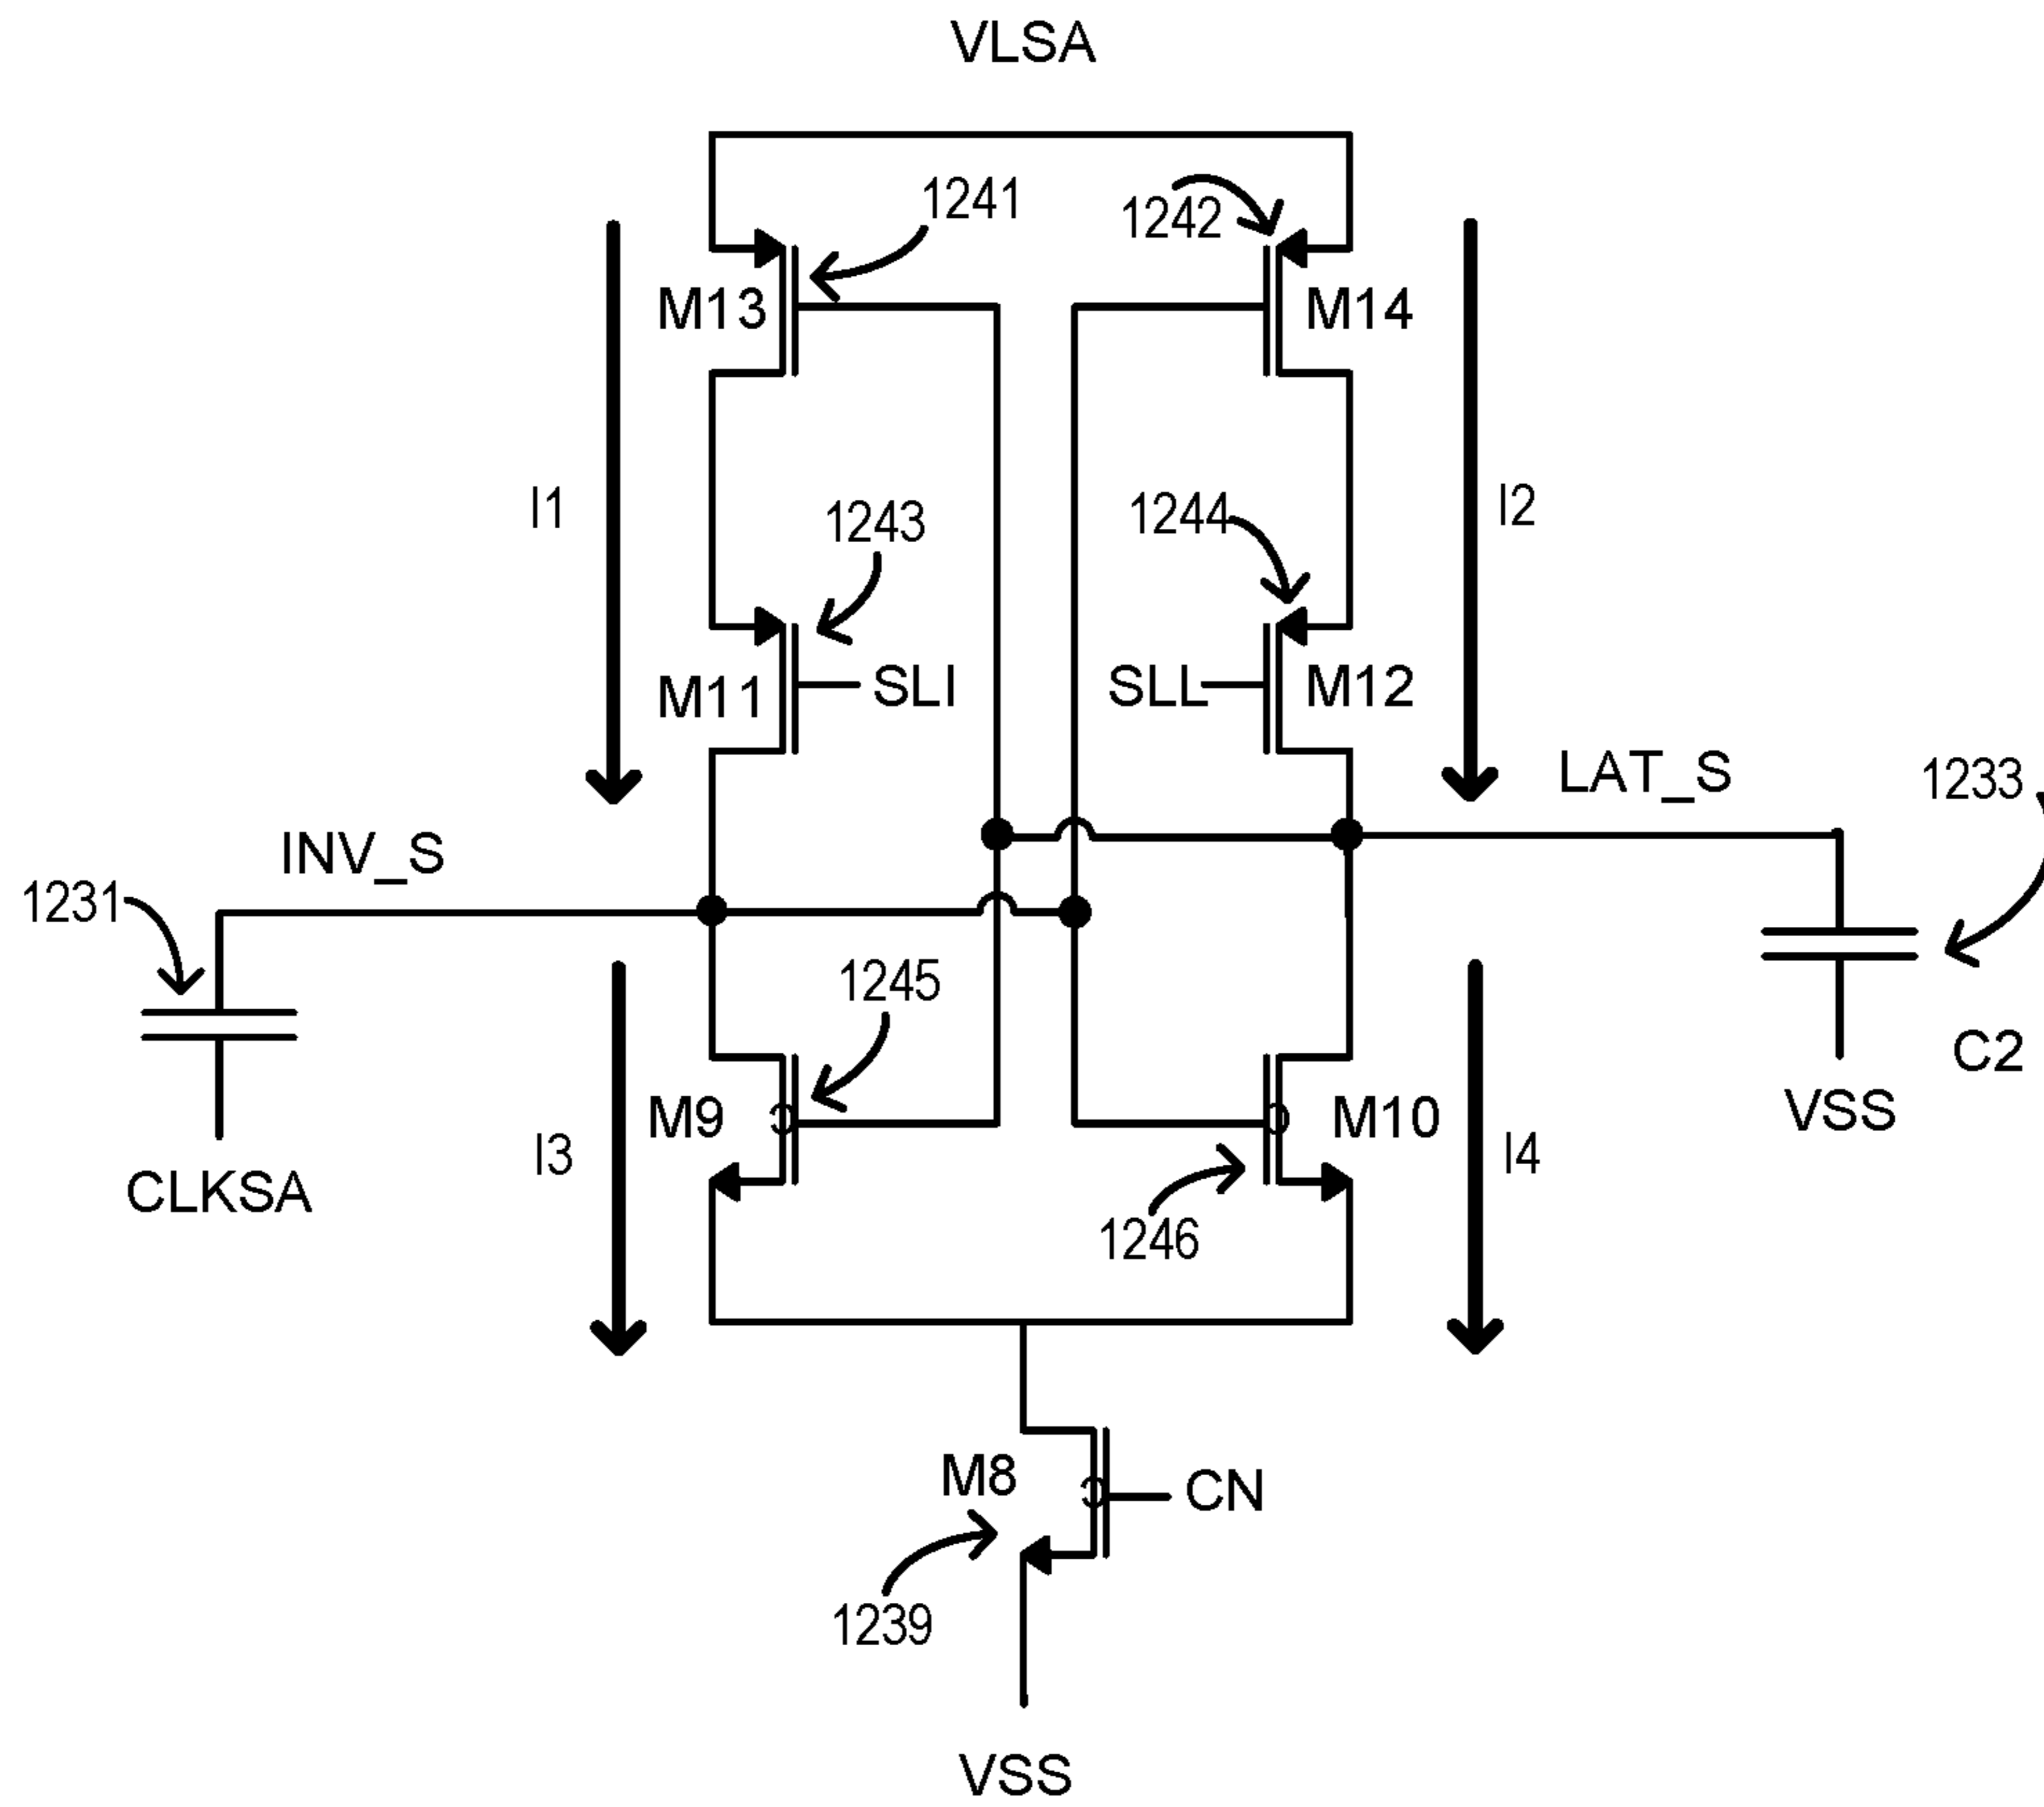 VLSA
1241
1242
M13
M14
I1
1243
1244
I2
M11
SLI
SLL
M12
LAT_S
1233
INV_S
1231
1245
M9
M10
C2
VSS
I3
I4
CLKSA
1246
M8
CN
1239
VSS